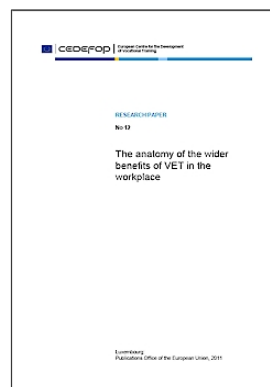 CEDEFOP
European Centre for the Development
of Vocational Training
RESEARCH PAPER
No 12
The anatomy of the wider
benefits of VET in the
workplace
Luxembourg
Publications Office of the European Union, 2011